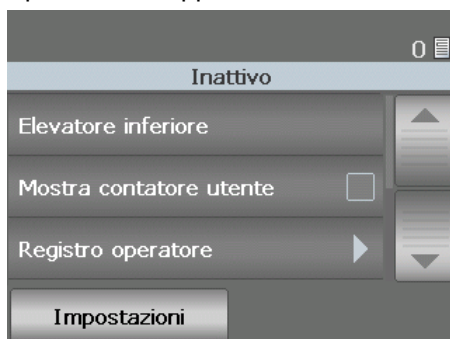 0
Inattivo
Elevatore inferiore
Mostra contatore utente
Registro operatore
Impostazioni